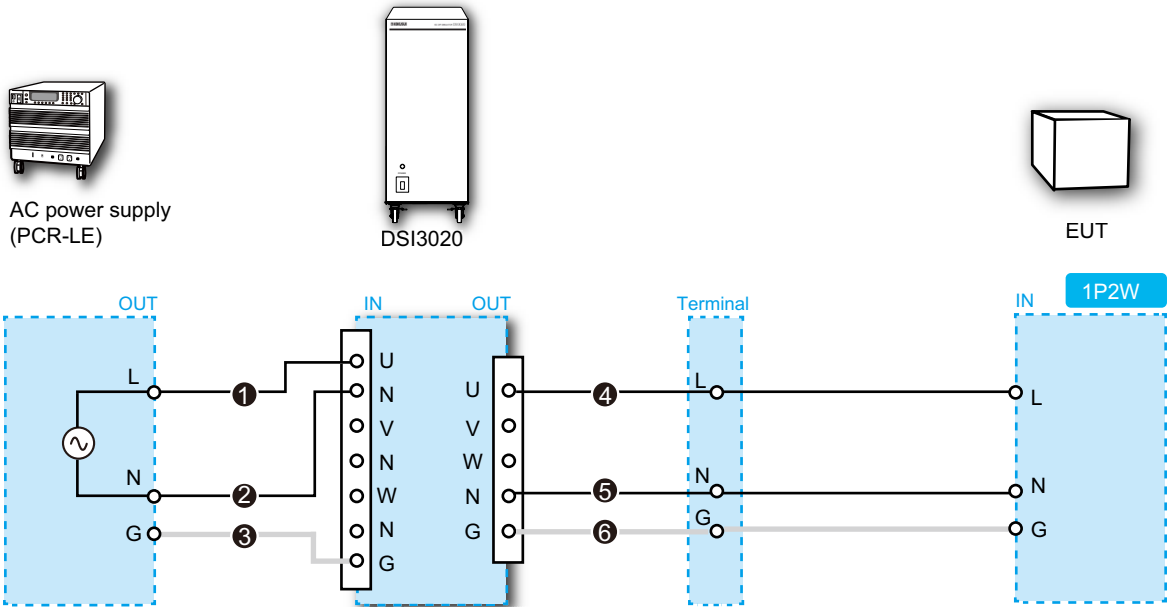 AC power supply
(PCR-LE)
DSI3020
EUT
1P2W
OUT
IN
OUT
Terminal
IN
L
N
G
1
2
3
U
N
V
N
W
N
G
U
V
W
N
G
4
5
6
L
N
G
L
N
G